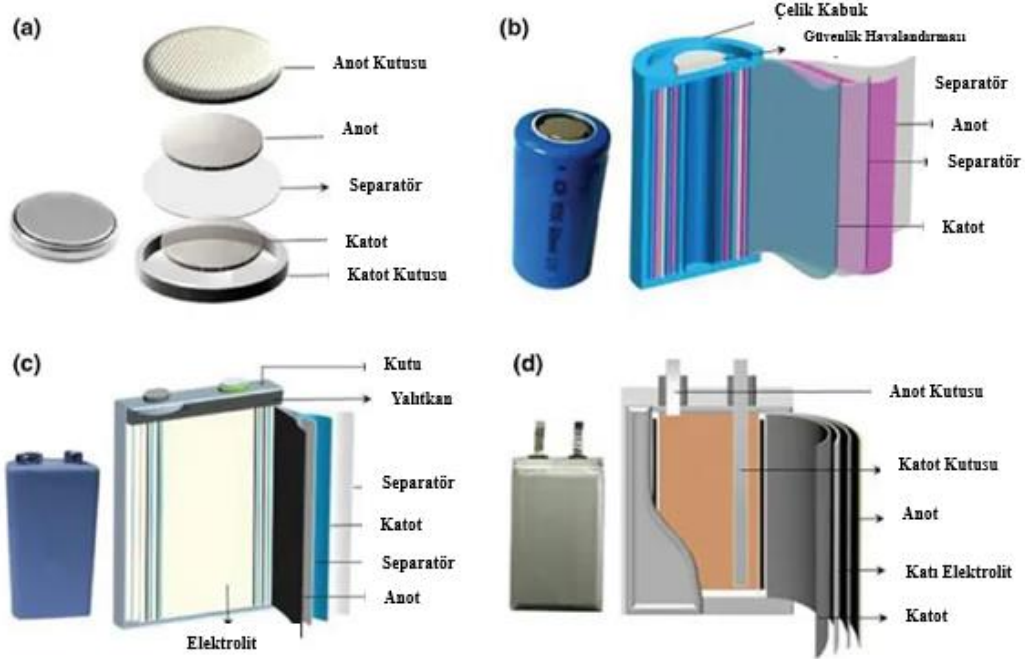 (a)
Anot Kutusu
Anot
Separatör
Katot
Katot Kutusu
(b)
Çelik Kabuk
Güvenlik Havalandırması
Separatör
Anot
Separatör
Katot
(c)
Kutu
Yalıtkan
Separatör
Katot
Separatör
Anot
Elektrolit
(d)
Anot Kutusu
Katot Kutusu
Anot
Katı Elektrolit
Katot